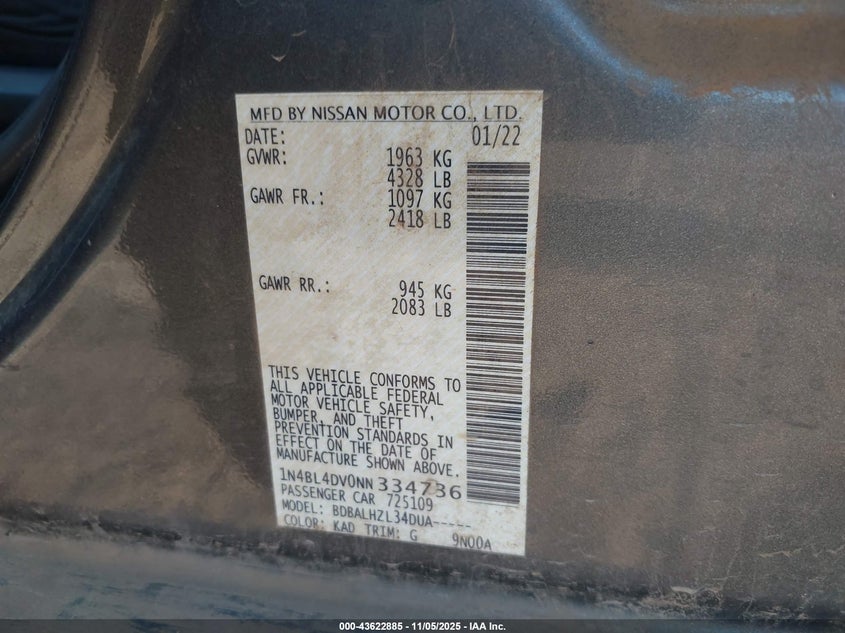 MFD BY NISSAN MOTOR CO., LTD.
DATE: 01/22
GVWR: 1963 KG
4328 LB
GAWR FR.: 1097 KG
2418 LB
GAWR RR.: 945 KG
2083 LB
THIS VEHICLE CONFORMS TO
ALL APPLICABLE FEDERAL
MOTOR VEHICLE SAFETY,
BUMPER, AND THEFT
PREVENTION STANDARDS IN
EFFECT ON THE DATE OF
MANUFACTURE SHOWN ABOVE.
1N4BL4DV0NN 334736
PASSENGER CAR 725109
MODEL: BDBALHZL34DUA-----
COLOR: KAD TRIM: G 9N00A
000-43622885 - 11/05/2025 - IAA Inc.